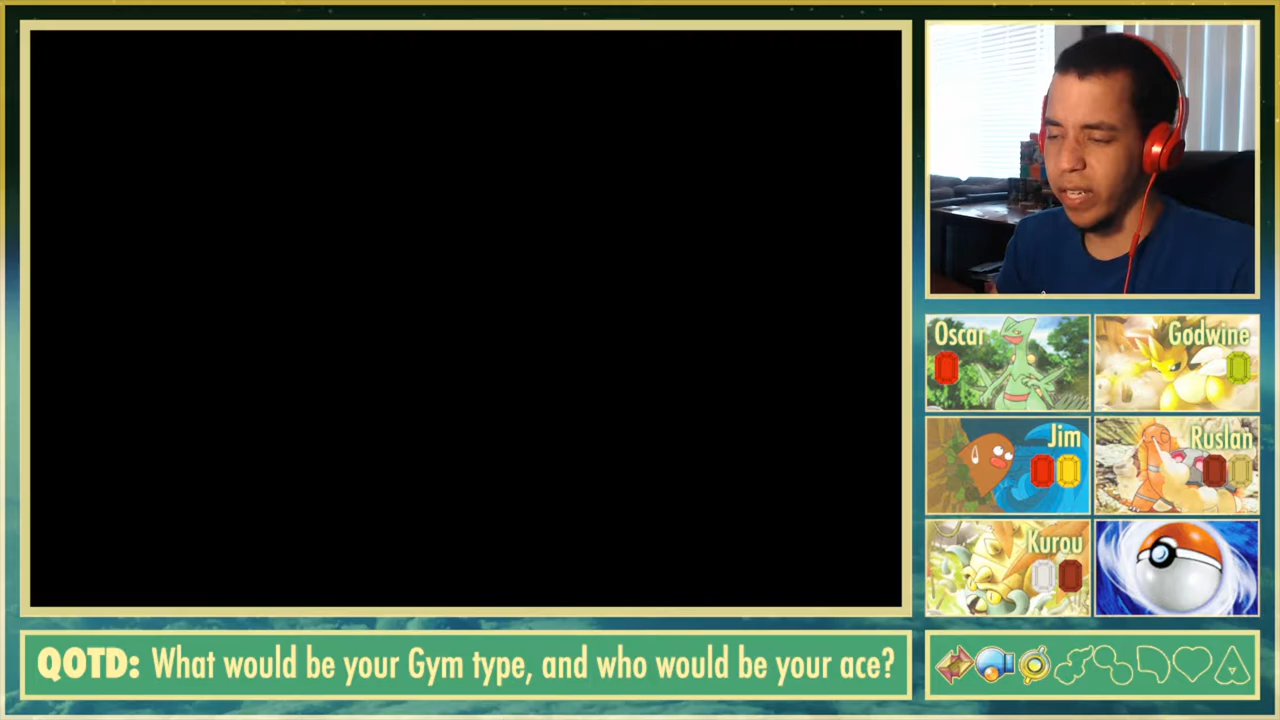 Oscar
Godwine
Jim
Ruslan
Kurou
QOTD: What would be your Gym type, and who would be your ace?